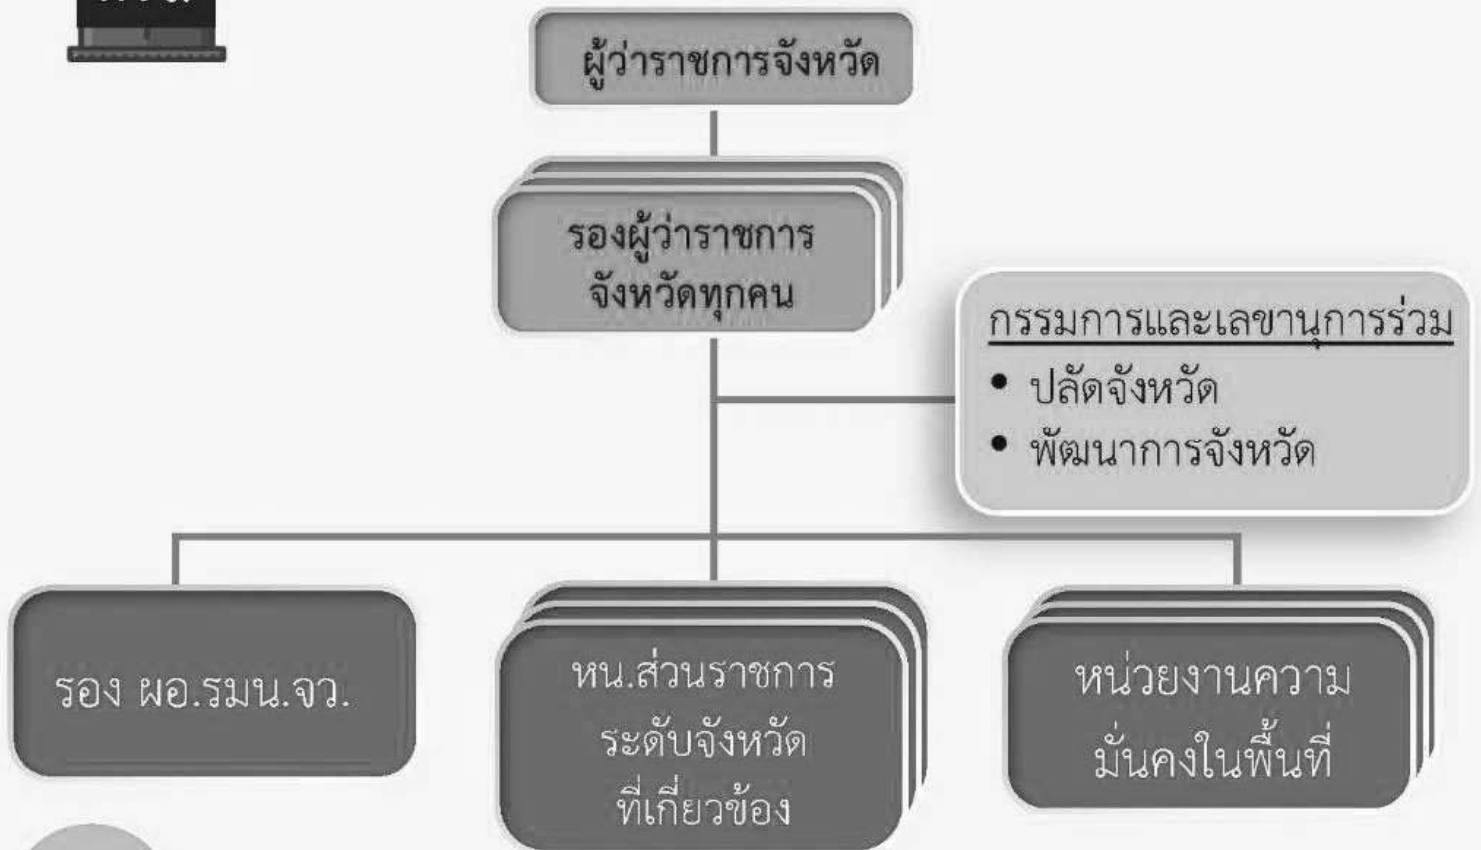 ผู้ว่าราชการจังหวัด
รองผู้ว่าราชการ
จังหวัดทุกคน
กรรมการและเลขานุการร่วม
• ปลัดจังหวัด
• พัฒนาการจังหวัด
รอง ผอ.รมน.จว.
หน.ส่วนราชการ
ระดับจังหวัด
ที่เกี่ยวข้อง
หน่วยงานความ
มั่นคงในพื้นที่